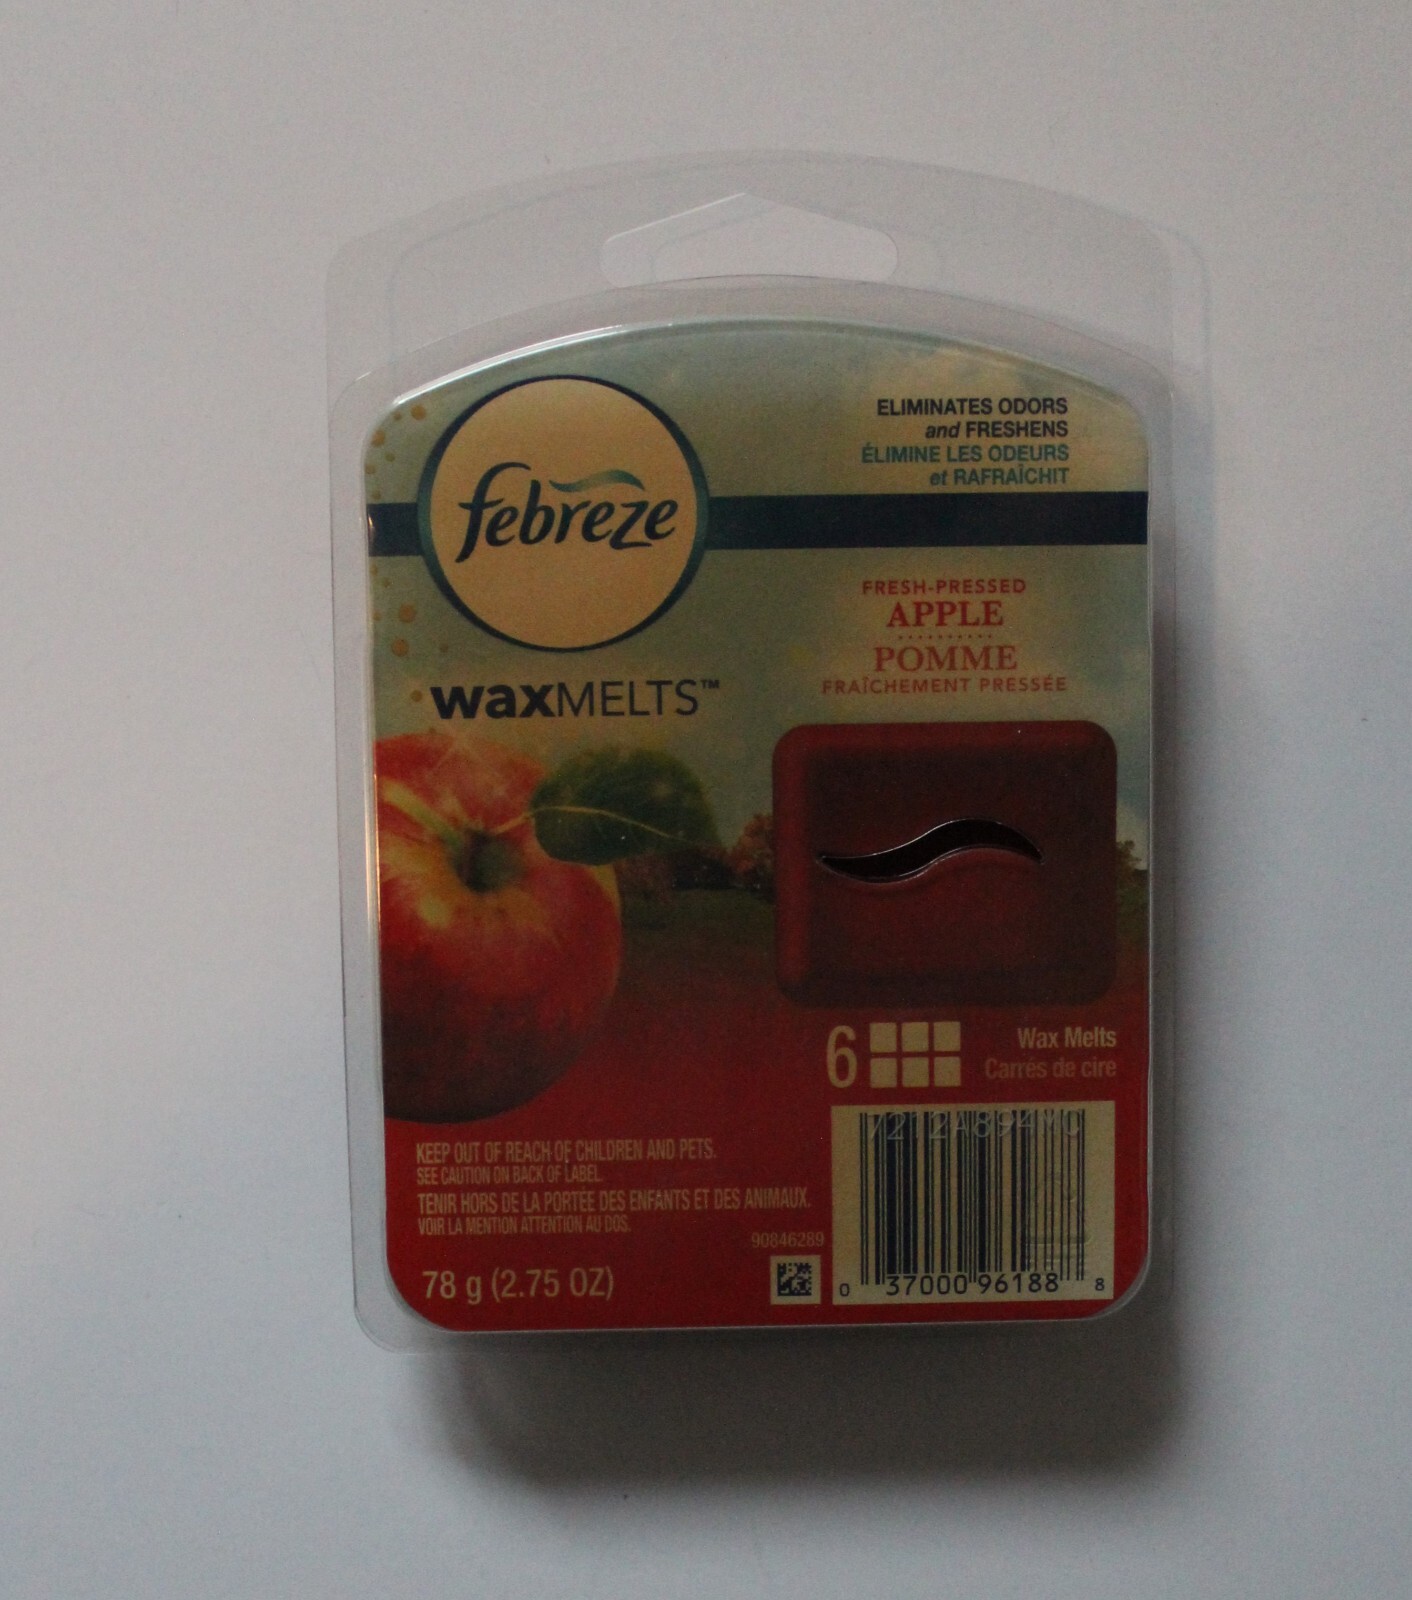 febreze
ELIMINATES ODORS
and FRESHENS
ÉLIMINE LES ODEURS
et RAFRAÎCHIT
FRESH-PRESSED
APPLE
POMME
FRAÎCHEMENT PRESSÉE
waxMELTS™
6
Wax Melts
Carrés de cire
KEEP OUT OF REACH OF CHILDREN AND PETS.
SEE CAUTION ON BACK OF LABEL.
TENIR HORS DE LA PORTÉE DES ENFANTS ET DES ANIMAUX.
VOIR LA MENTION ATTENTION AU DOS.
90846289
78 g (2.75 OZ)
0 37000 96188 8